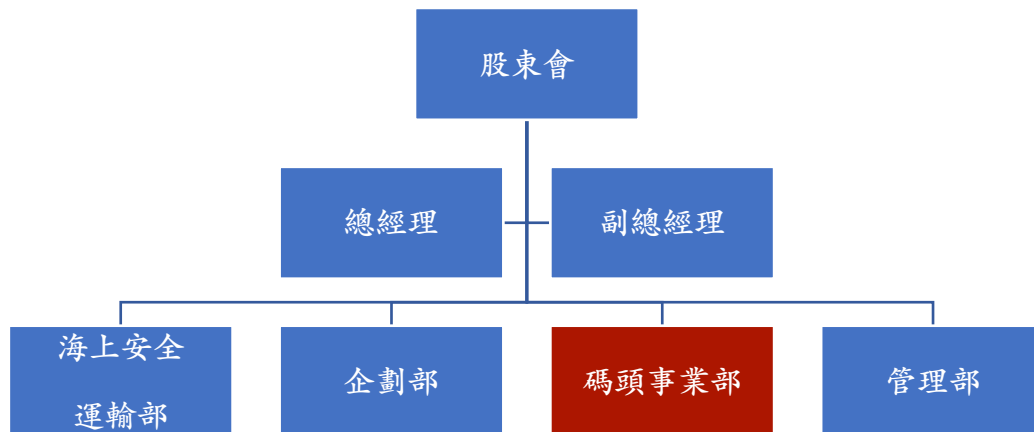 股東會
總經理
副總經理
海上安全
運輸部
企劃部
碼頭事業部
管理部